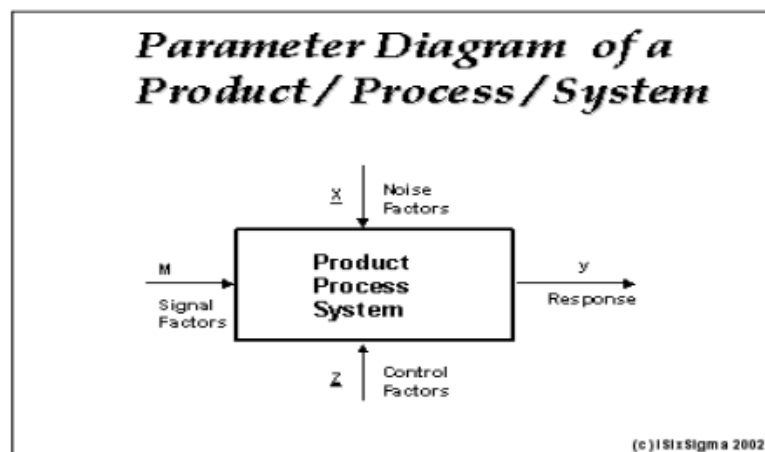 Parameter Diagram of a
Product / Process / System
X
Noise
Factors
M
Signal
Factors
Product
Process
System
y
Response
Z
Control
Factors
(c) ISixSigma 2002